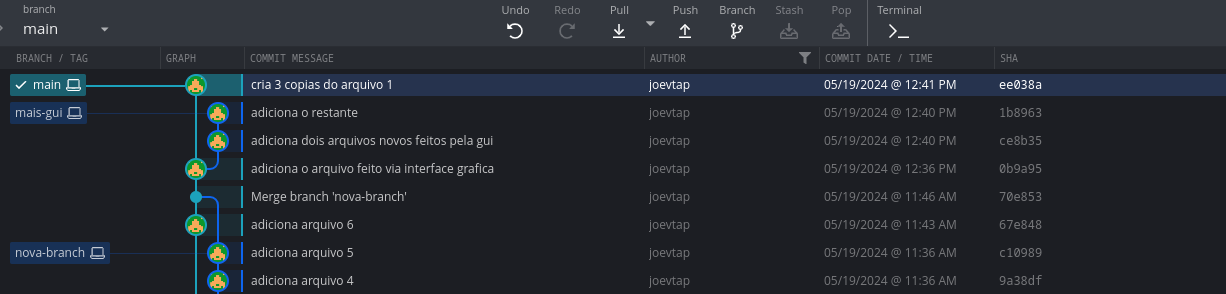 branch
main
Undo Redo Pull Push Branch Stash Pop Terminal
BRANCH / TAG GRAPH COMMIT MESSAGE AUTHOR COMMIT DATE / TIME SHA
main cria 3 copias do arquivo 1 joevtap 05/19/2024 @ 12:41 PM ee038a
mais-gui adiciona o restante joevtap 05/19/2024 @ 12:40 PM 1b8963
adiciona dois arquivos novos feitos pela gui joevtap 05/19/2024 @ 12:40 PM ce8b35
adiciona o arquivo feito via interface grafica joevtap 05/19/2024 @ 12:36 PM 0b9a95
Merge branch 'nova-branch' joevtap 05/19/2024 @ 11:46 AM 70e853
adiciona arquivo 6 joevtap 05/19/2024 @ 11:43 AM 67e848
nova-branch adiciona arquivo 5 joevtap 05/19/2024 @ 11:36 AM c10989
adiciona arquivo 4 joevtap 05/19/2024 @ 11:36 AM 9a38df